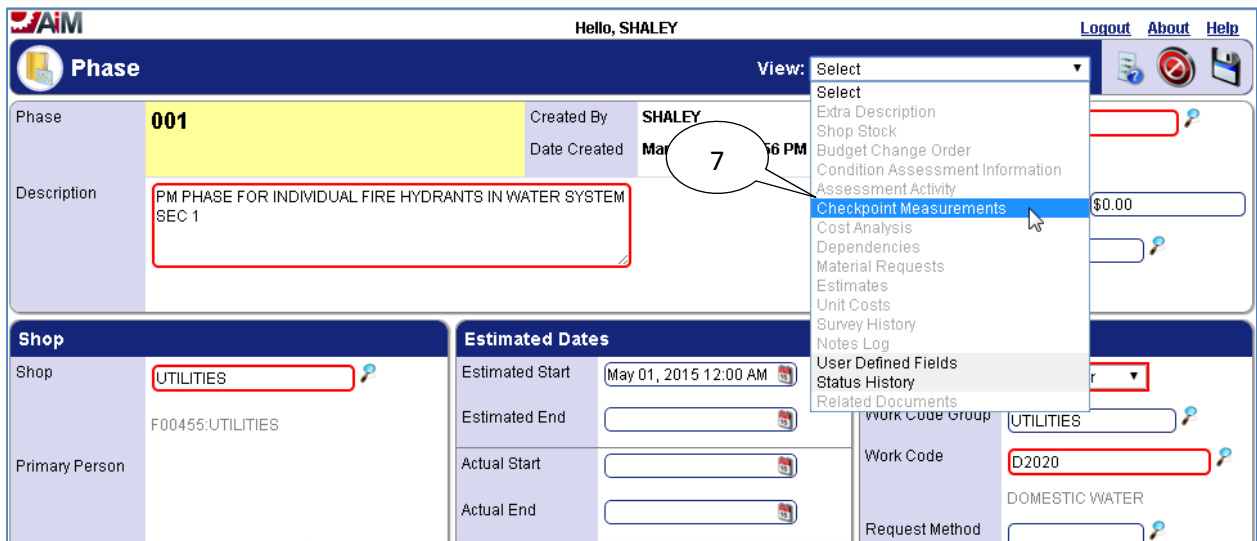 AiM
Hello, SHALEY
Logout About Help
Phase
View: Select
Select
Extra Description
Shop Stock
Budget Change Order
Condition Assessment Information
Assessment Activity
Checkpoint Measurements
Cost Analysis
Dependencies
Material Requests
Estimates
Unit Costs
Survey History
Notes Log
User Defined Fields
Status History
Related Documents
7
Phase 001
Created By SHALEY
Date Created PM
Description
PM PHASE FOR INDIVIDUAL FIRE HYDRANTS IN WATER SYSTEM
SEC 1
$0.00
Shop
Shop UTILITIES
F00455:UTILITIES
Primary Person
Estimated Dates
Estimated Start May 01, 2015 12:00 AM
Estimated End
Actual Start
Actual End
Work Code Group UTILITIES
Work Code D2020
DOMESTIC WATER
Request Method